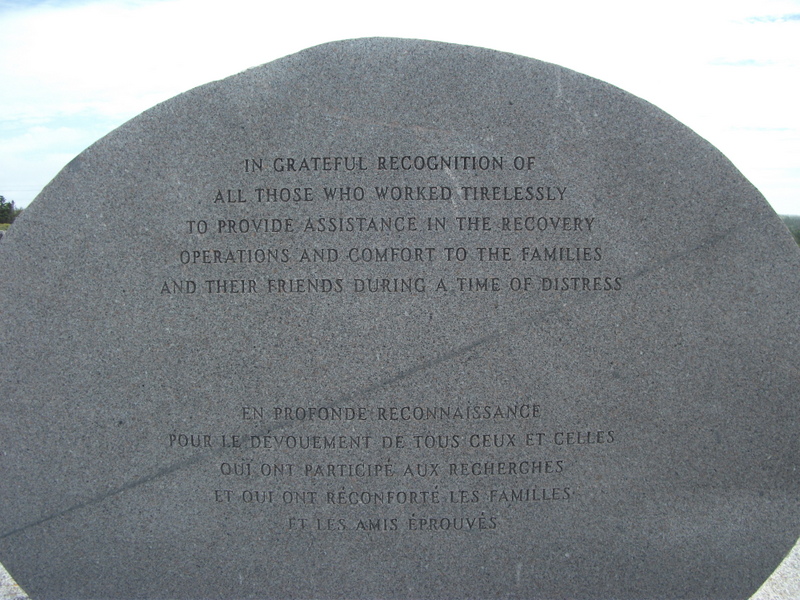 IN GRATEFUL RECOGNITION OF
ALL THOSE WHO WORKED TIRELESSLY
TO PROVIDE ASSISTANCE IN THE RECOVERY
OPERATIONS AND COMFORT TO THE FAMILIES
AND THEIR FRIENDS DURING A TIME OF DISTRESS
EN PROFONDE RECONNAISSANCE
POUR LE DÉVOUEMENT DE TOUS CEUX ET CELLES
QUI ONT PARTICIPÉ AUX RECHERCHES
ET QUI ONT RÉCONFORTÉ LES FAMILLES
ET LES AMIS ÉPROUVÉS